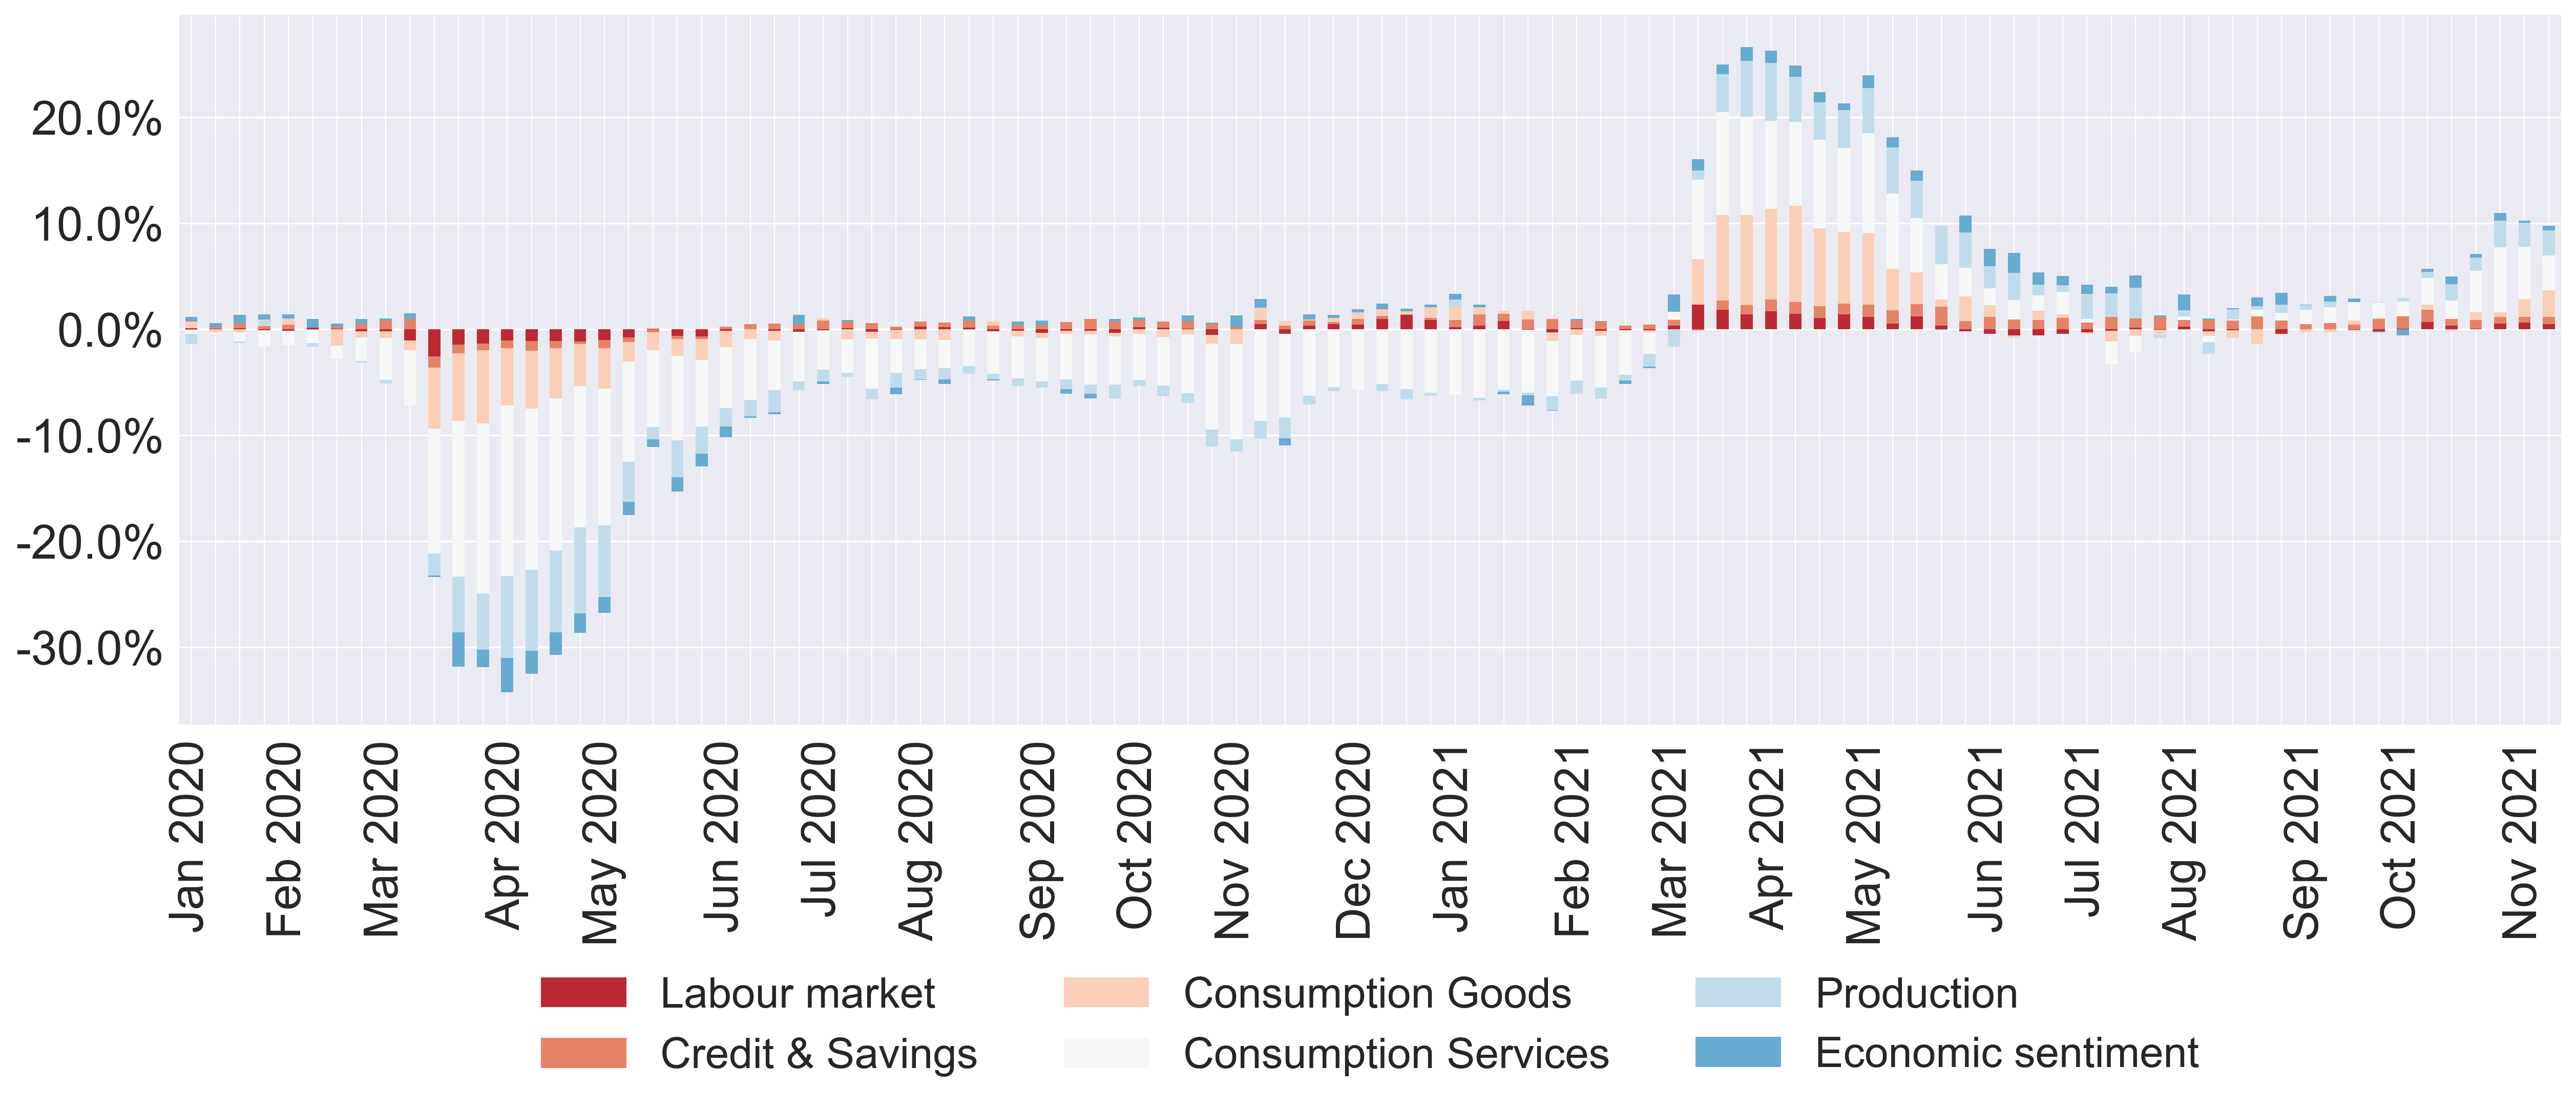 20.0%
10.0%
0.0%
-10.0%
-20.0%
-30.0%
Jan 2020
Feb 2020
Mar 2020
Apr 2020
May 2020
Jun 2020
Jul 2020
Aug 2020
Sep 2020
Oct 2020
Nov 2020
Dec 2020
Jan 2021
Feb 2021
Mar 2021
Apr 2021
May 2021
Jun 2021
Jul 2021
Aug 2021
Sep 2021
Oct 2021
Nov 2021
Labour market
Consumption Goods
Production
Credit & Savings
Consumption Services
Economic sentiment